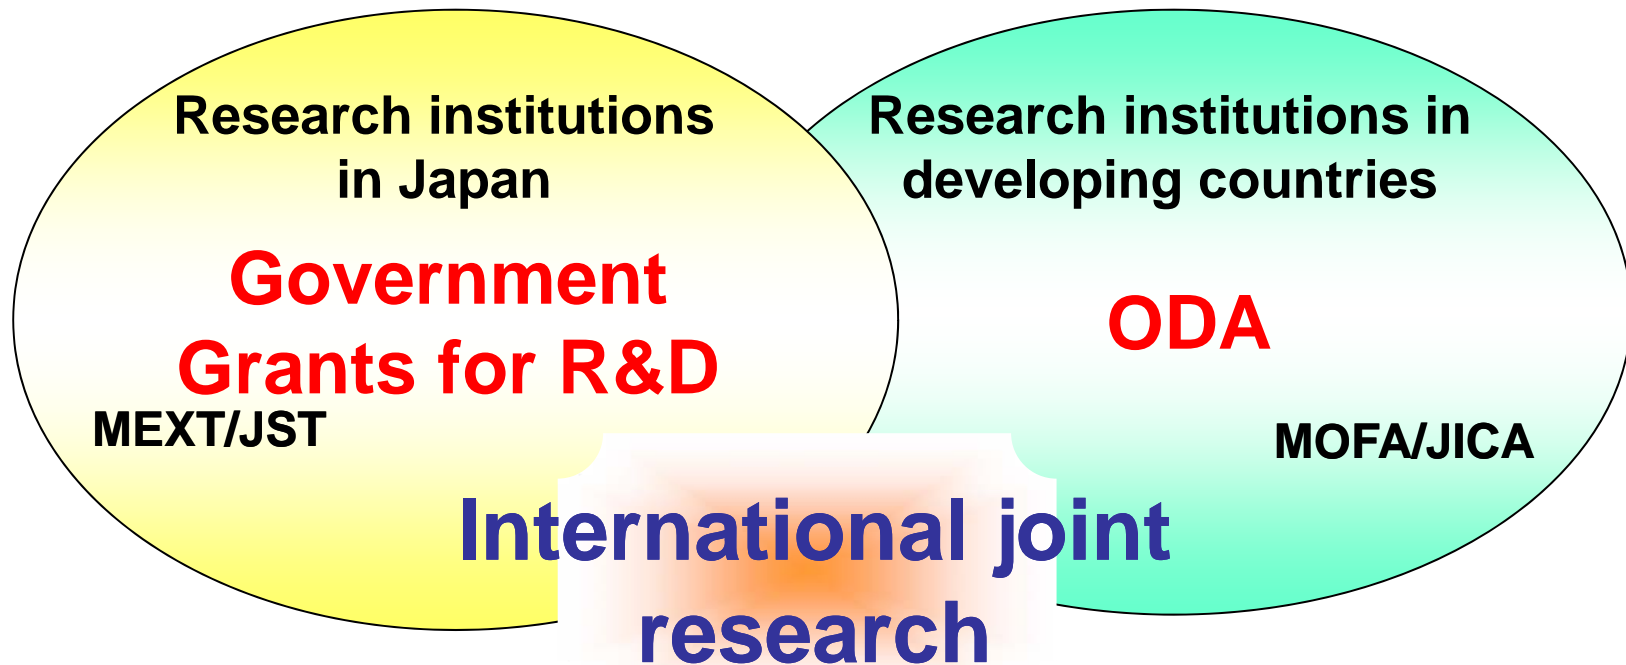 Research institutions
in Japan
Government
Grants for R&D
MEXT/JST
Research institutions in
developing countries
ODA
MOFA/JICA
International joint
research